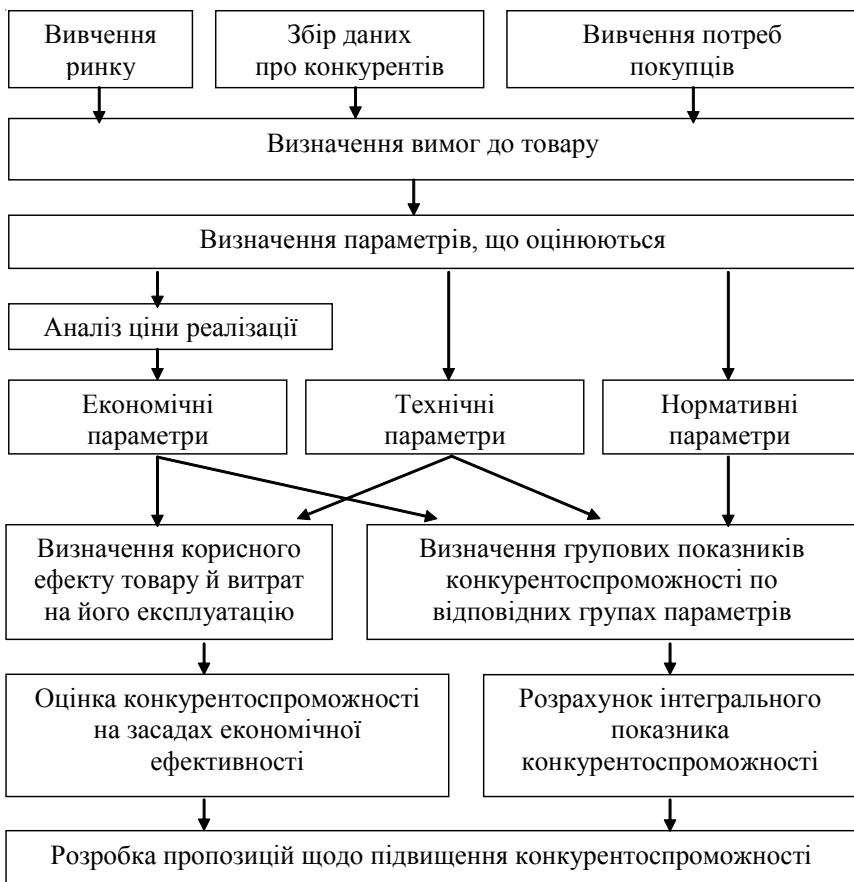 Вивчення
ринку
Збір даних
про конкурентів
Вивчення потреб
покупців
Визначення вимог до товару
Визначення параметрів, що оцінюються
Аналіз ціни реалізації
Економічні
параметри
Технічні
параметри
Нормативні
параметри
Визначення корисного
ефекту товару й витрат
на його експлуатацію
Визначення групових показників
конкурентоспроможності по
відповідних групах параметрів
Оцінка конкурентоспроможності
на засадах економічної
ефективності
Розрахунок інтегрального
показника
конкурентоспроможності
Розробка пропозицій щодо підвищення конкурентоспроможності